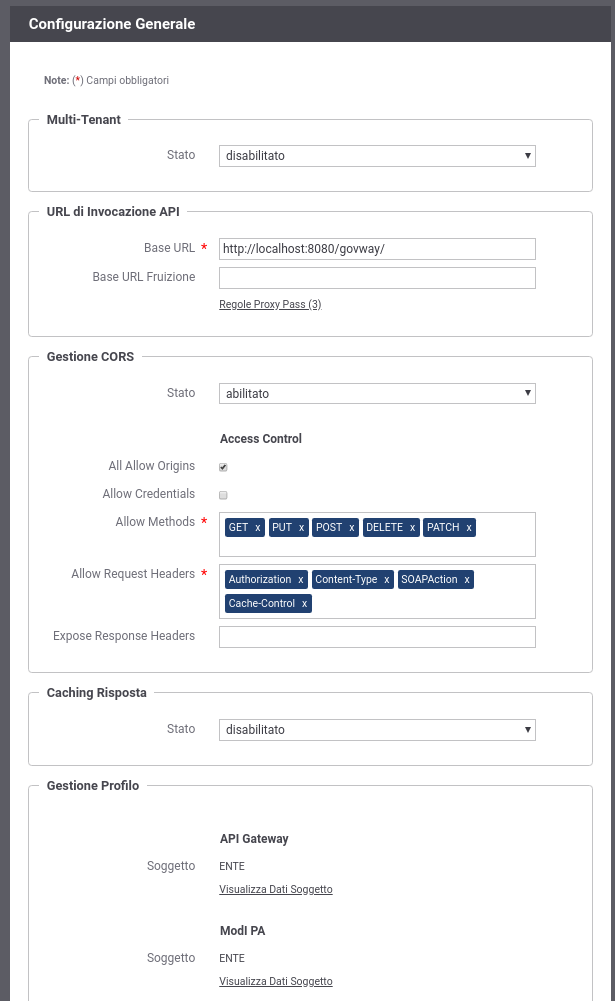 Configurazione Generale
Note: (*) Campi obbligatori
Multi-Tenant
Stato disabilitato
URL di Invocazione API
Base URL * http://localhost:8080/govway/
Base URL Fruizione
Regole Proxy Pass (3)
Gestione CORS
Stato abilitato
Access Control
All Allow Origins
Allow Credentials
Allow Methods * GET x PUT x POST x DELETE x PATCH x
Allow Request Headers * Authorization x Content-Type x SOAPAction x
Cache-Control x
Expose Response Headers
Caching Risposta
Stato disabilitato
Gestione Profilo
API Gateway
Soggetto ENTE
Visualizza Dati Soggetto
ModI PA
Soggetto ENTE
Visualizza Dati Soggetto